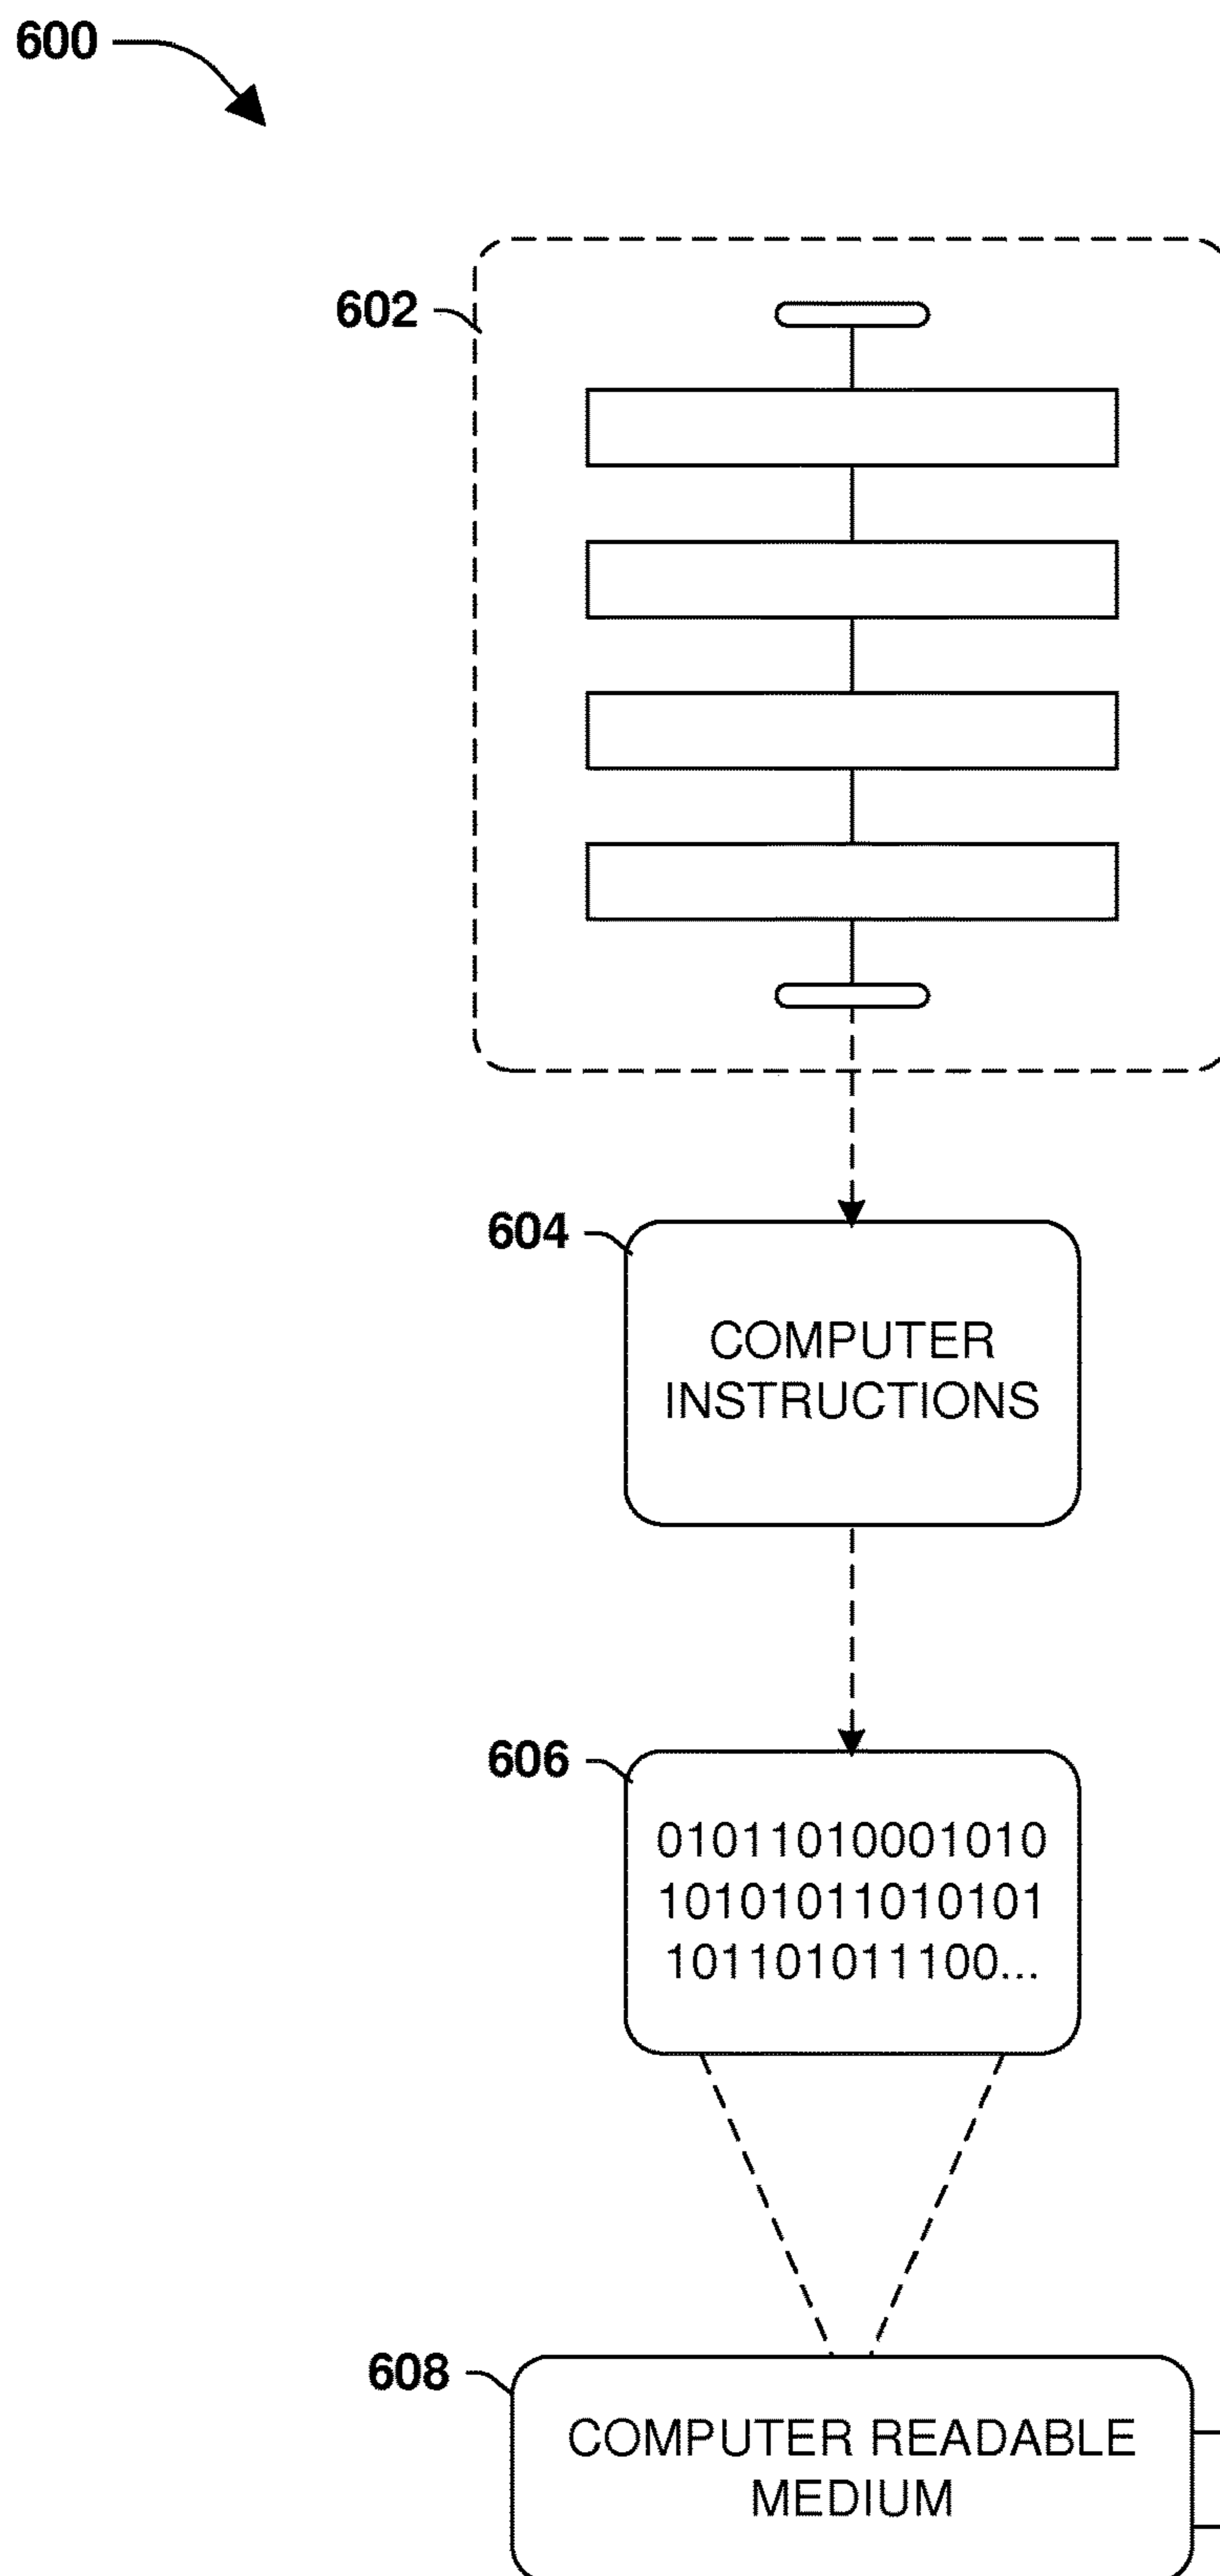 600
602
604
COMPUTER
INSTRUCTIONS
606
01011010001010
10101011010101
101101011100...
608
COMPUTER READABLE
MEDIUM